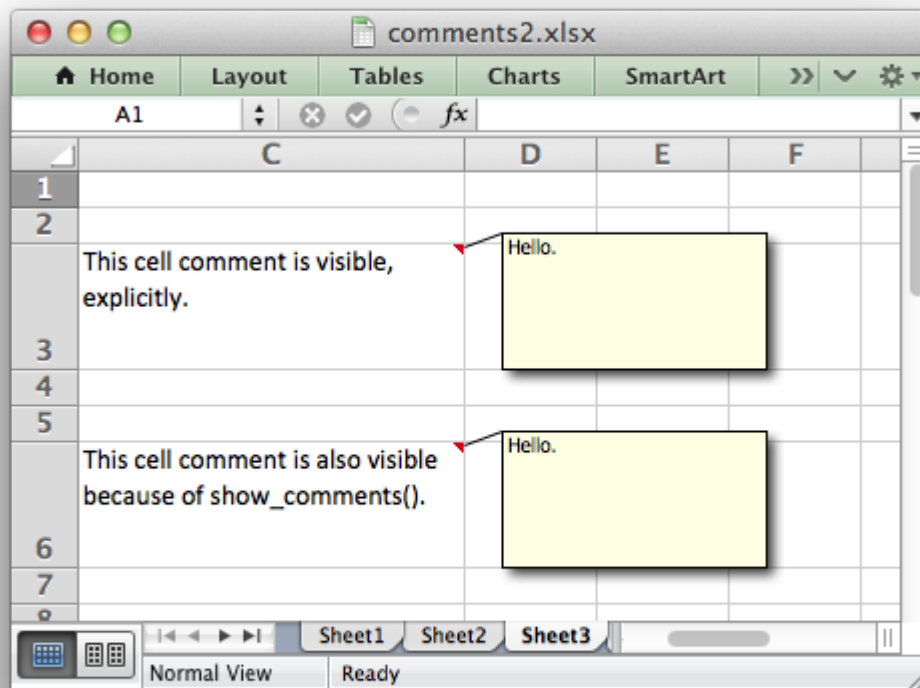 comments2.xlsx
Home Layout Tables Charts SmartArt
A1 fx
C D E F
1
2
This cell comment is visible,
explicitly.
Hello.
3
4
5
This cell comment is also visible
because of show_comments().
Hello.
6
7
8
Sheet1 Sheet2 Sheet3
Normal View Ready